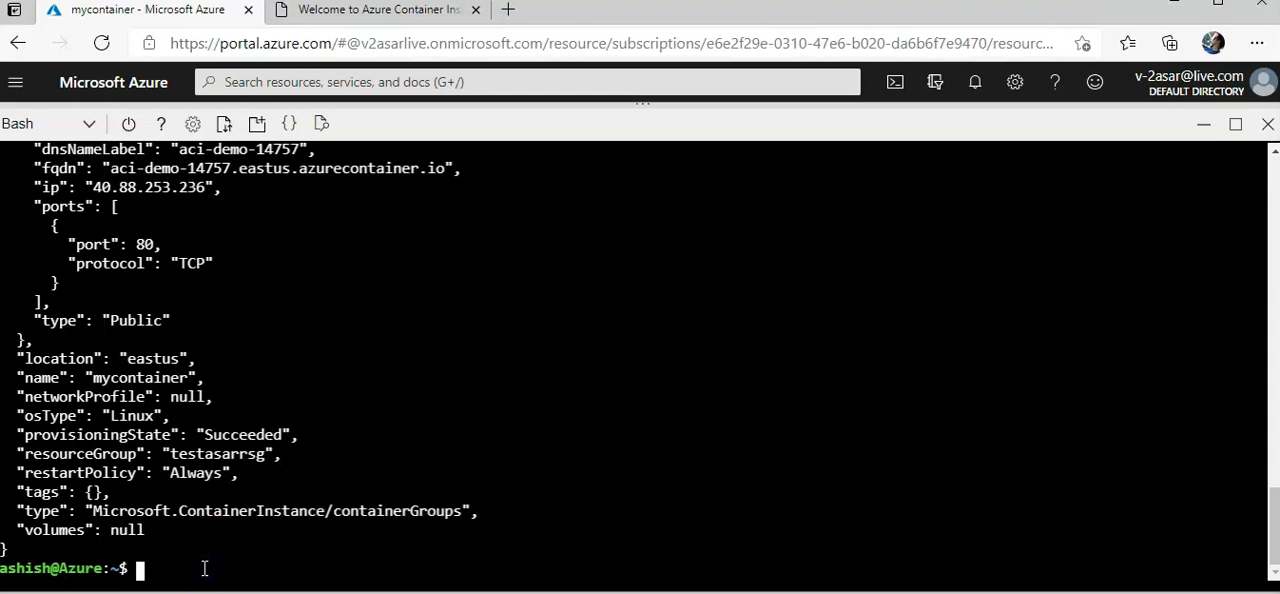 mycontainer - Microsoft Azure
Welcome to Azure Container Ins
https://portal.azure.com/#@v2asarlive.onmicrosoft.com/resource/subscriptions/e6e2f29e-0310-47e6-b020-da6b6f7e9470/resourc...
Microsoft Azure
Search resources, services, and docs (G+/)
v-2asar@live.com
DEFAULT DIRECTORY
Bash
"dnsNameLabel": "aci-demo-14757",
"fqdn": "aci-demo-14757.eastus.azurecontainer.io",
"ip": "40.88.253.236",
"ports": [
{
"port": 80,
"protocol": "TCP"
}
],
"type": "Public"
},
"location": "eastus",
"name": "mycontainer",
"networkProfile": null,
"osType": "Linux",
"provisioningState": "Succeeded",
"resourceGroup": "testasarrsg",
"restartPolicy": "Always",
"tags": {},
"type": "Microsoft.ContainerInstance/containerGroups",
"volumes": null
}
ashish@Azure:~$